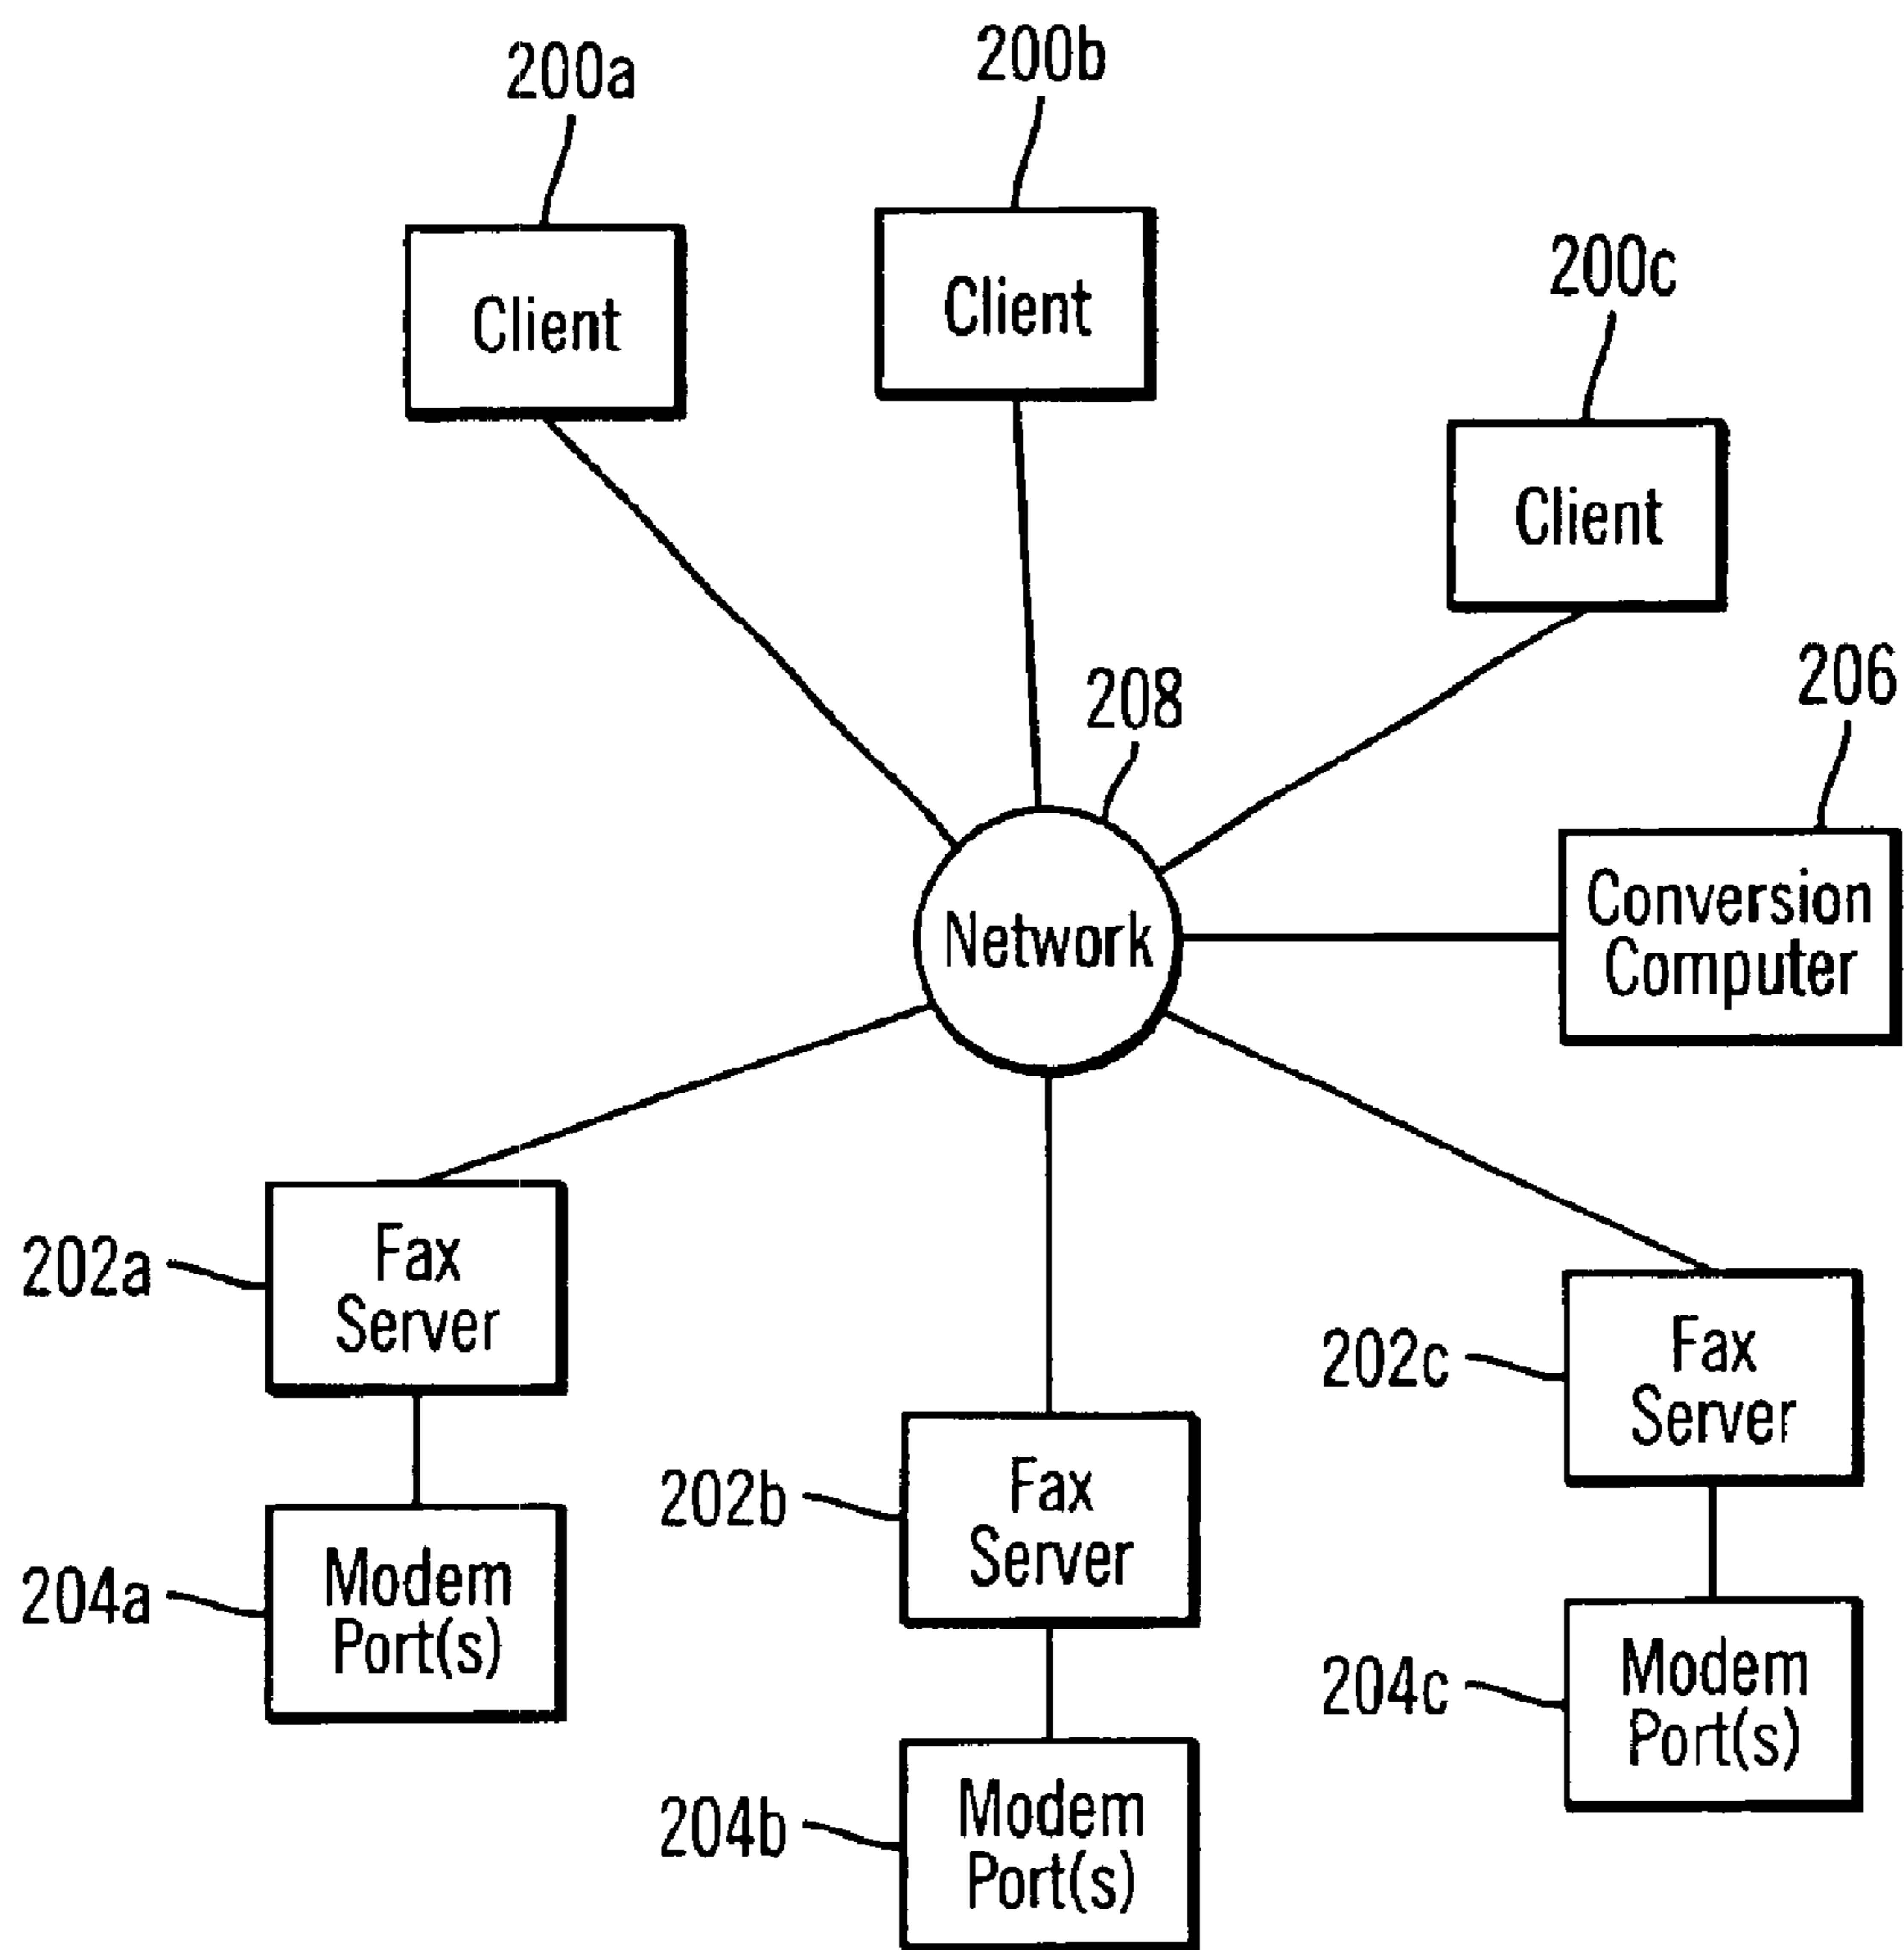 200a
200b
200c
Client
Client
Client
206
208
Conversion
Computer
Network
202a
Fax
Server
202b
Fax
Server
202c
Fax
Server
204a
Modem
Port(s)
204b
Modem
Port(s)
204c
Modem
Port(s)